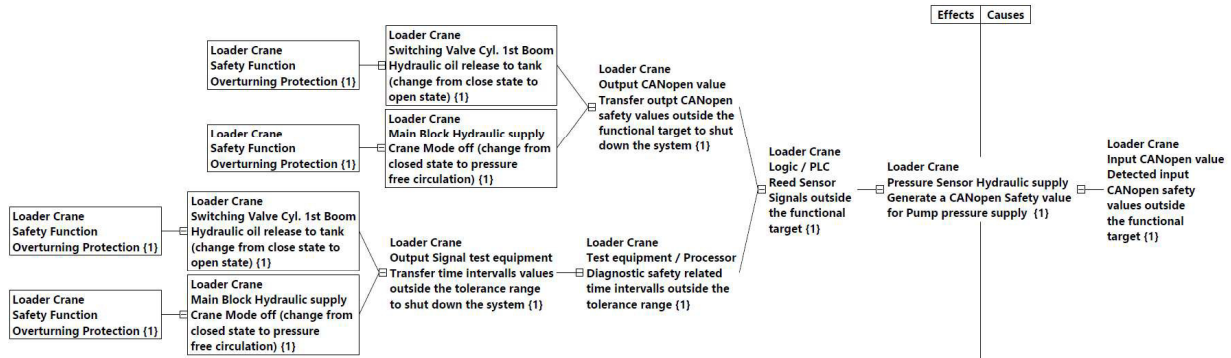 Effects Causes
Loader Crane
Safety Function
Overturning Protection {1}
Loader Crane
Switching Valve Cyl. 1st Boom
Hydraulic oil release to tank
(change from close state to
open state) {1}
Loader Crane
Safety Function
Overturning Protection {1}
Loader Crane
Main Block Hydraulic supply
Crane Mode off (change from
closed state to pressure
free circulation) {1}
Loader Crane
Output CANopen value
Transfer outpt CANopen
safety values outside the
functional target to shut
down the system {1}
Loader Crane
Safety Function
Overturning Protection {1}
Loader Crane
Switching Valve Cyl. 1st Boom
Hydraulic oil release to tank
(change from close state to
open state) {1}
Loader Crane
Safety Function
Overturning Protection {1}
Loader Crane
Main Block Hydraulic supply
Crane Mode off (change from
closed state to pressure
free circulation) {1}
Loader Crane
Output Signal test equipment
Transfer time intervalls values
outside the tolerance range
to shut down the system {1}
Loader Crane
Test equipment / Processor
Diagnostic safety related
time intervalls outside the
tolerance range {1}
Loader Crane
Logic / PLC
Reed Sensor
Signals outside
the functional
target {1}
Loader Crane
Pressure Sensor Hydraulic supply
Generate a CANopen Safety value
for Pump pressure supply {1}
Loader Crane
Input CANopen value
Detected input
CANopen safety
values outside
the functional
target {1}